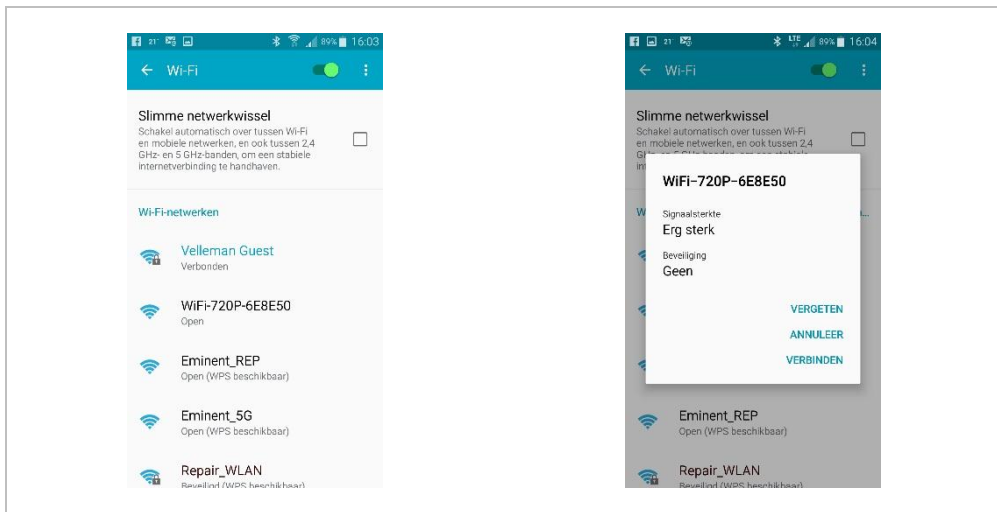 21°
89%
16:03
Wi-Fi
Slimme netwerkwissel
Schakel automatisch over tussen Wi-Fi
en mobiele netwerken, en ook tussen 2,4
GHz- en 5 GHz-banden, om een stabiele
internetverbinding te handhaven.
Wi-Fi-netwerken
Velleman Guest
Verbonden
WiFi-720P-6E8E50
Open
Eminent_REP
Open (WPS beschikbaar)
Eminent_5G
Open (WPS beschikbaar)
Repair_WLAN
Beveiligd (WPS beschikbaar)
21°
LTE
89%
16:04
Wi-Fi
Slimme netwerkwissel
Schakel automatisch over tussen Wi-Fi
en mobiele netwerken, en ook tussen 2,4
WiFi-720P-6E8E50
Signaalsterkte
Erg sterk
Beveiliging
Geen
VERGETEN
ANNULEER
VERBINDEN
Eminent_REP
Open (WPS beschikbaar)
Repair_WLAN
Beveiligd (WPS beschikbaar)